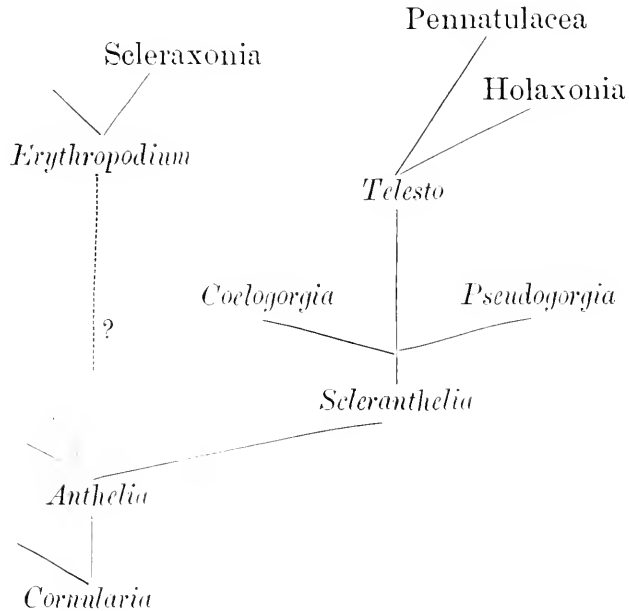 Pennatulacea
Scleraxonia
Holaxonia
Erythropodium
Telesto
Coelogorgia
Pseudogorgia
?
Scleranthelia
Anthelia
Cornularia